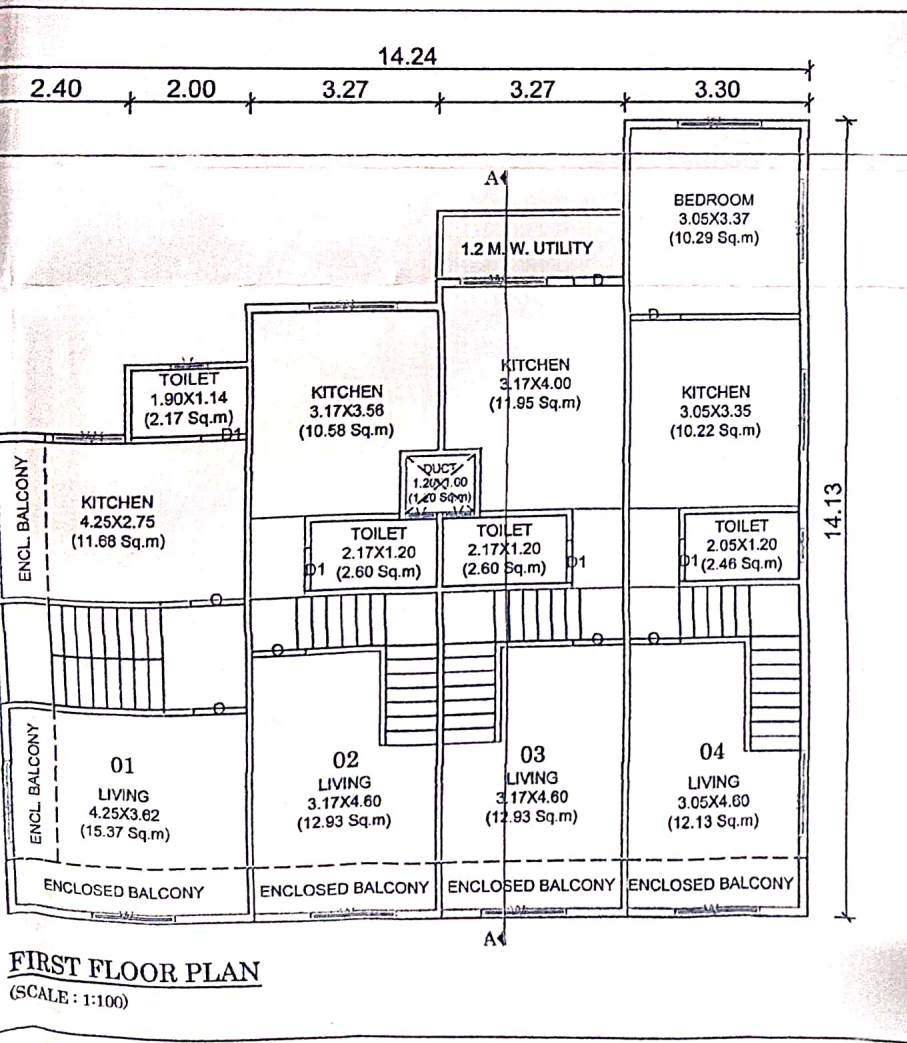 14.24
2.40 2.00 3.27 3.27 3.30
A
BEDROOM
3.05X3.37
(10.29 Sq.m)
1.2 M. W. UTILITY
D
D
TOILET
1.90X1.14
(2.17 Sq.m)
D1
KITCHEN
3.17X3.56
(10.58 Sq.m)
KITCHEN
3.17X4.00
(11.95 Sq.m)
KITCHEN
3.05X3.35
(10.22 Sq.m)
14.13
ENCL. BALCONY
KITCHEN
4.25X2.75
(11.68 Sq.m)
DUCT
1.20X1.00
(1.20 Sq.m)
TOILET
2.17X1.20
(2.60 Sq.m)
D1
TOILET
2.17X1.20
(2.60 Sq.m)
D1
TOILET
2.05X1.20
(2.46 Sq.m)
D1
O
O
O
O
O
ENCL. BALCONY
01
LIVING
4.25X3.62
(15.37 Sq.m)
02
LIVING
3.17X4.60
(12.93 Sq.m)
03
LIVING
3.17X4.60
(12.93 Sq.m)
04
LIVING
3.05X4.60
(12.13 Sq.m)
ENCLOSED BALCONY
ENCLOSED BALCONY
ENCLOSED BALCONY
ENCLOSED BALCONY
A
FIRST FLOOR PLAN
(SCALE : 1:100)